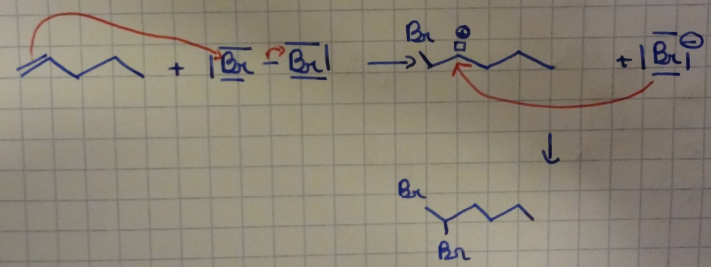 + |Br - Br| → Br ⊕ + |Br|⊖
↓
Br
Br